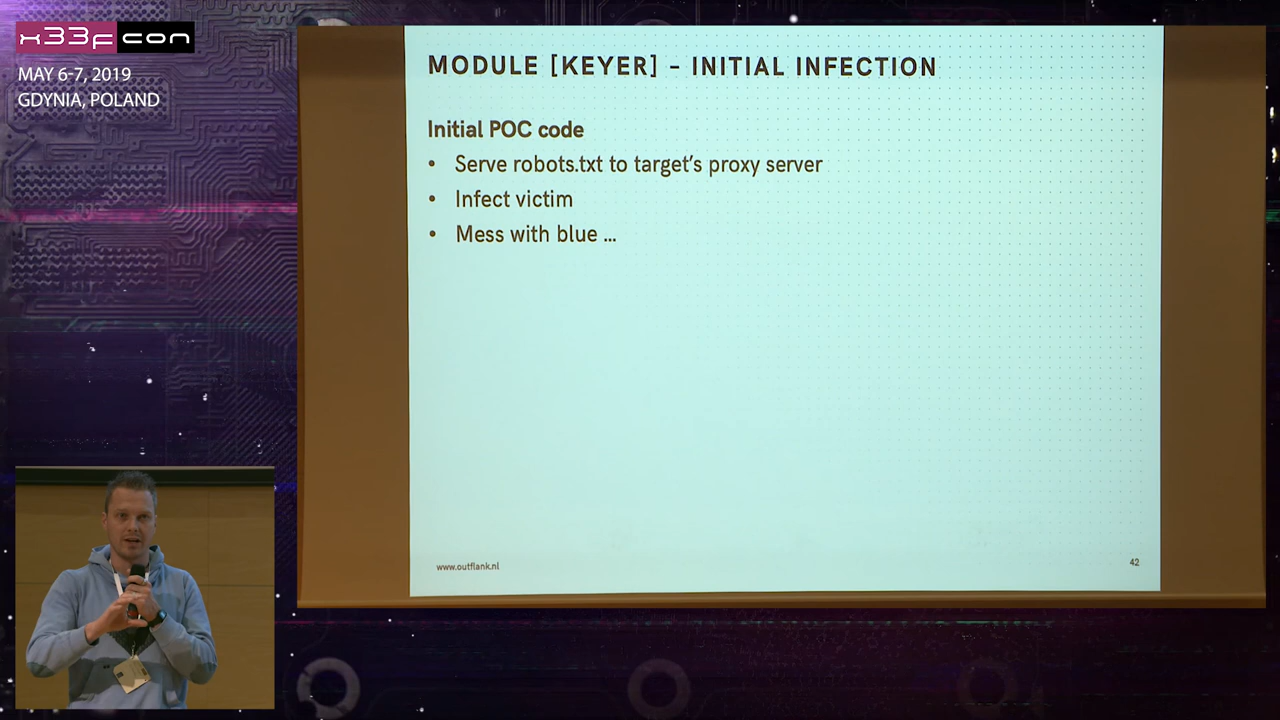 x33fcon
MAY 6-7, 2019
GDYNIA, POLAND
MODULE [KEYER] – INITIAL INFECTION
Initial POC code
• Serve robots.txt to target’s proxy server
• Infect victim
• Mess with blue ...
www.outflank.nl
42